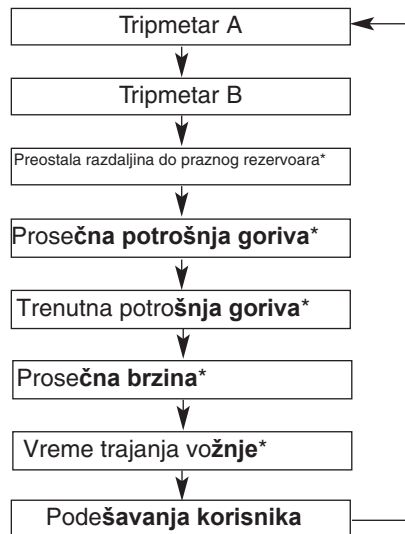 Tripmetar A
Tripmetar B
Preostala razdaljina do praznog rezervoara*
Prosečna potrošnja goriva*
Trenutna potrošnja goriva*
Prosečna brzina*
Vreme trajanja vožnje*
Podešavanja korisnika